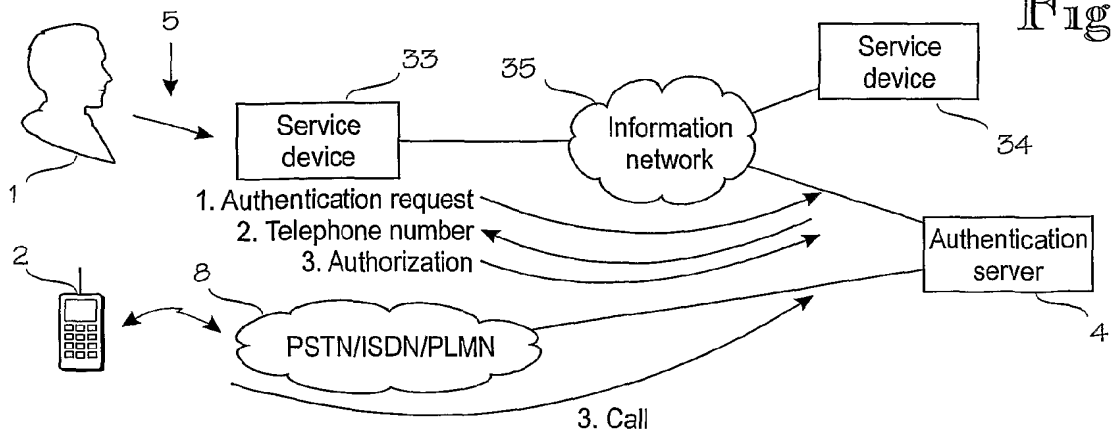 Fig
5
33
35
Service
device
Service
device
Information
network
34
1
1. Authentication request
2. Telephone number
3. Authorization
Authentication
server
2
8
4
PSTN/ISDN/PLMN
3. Call